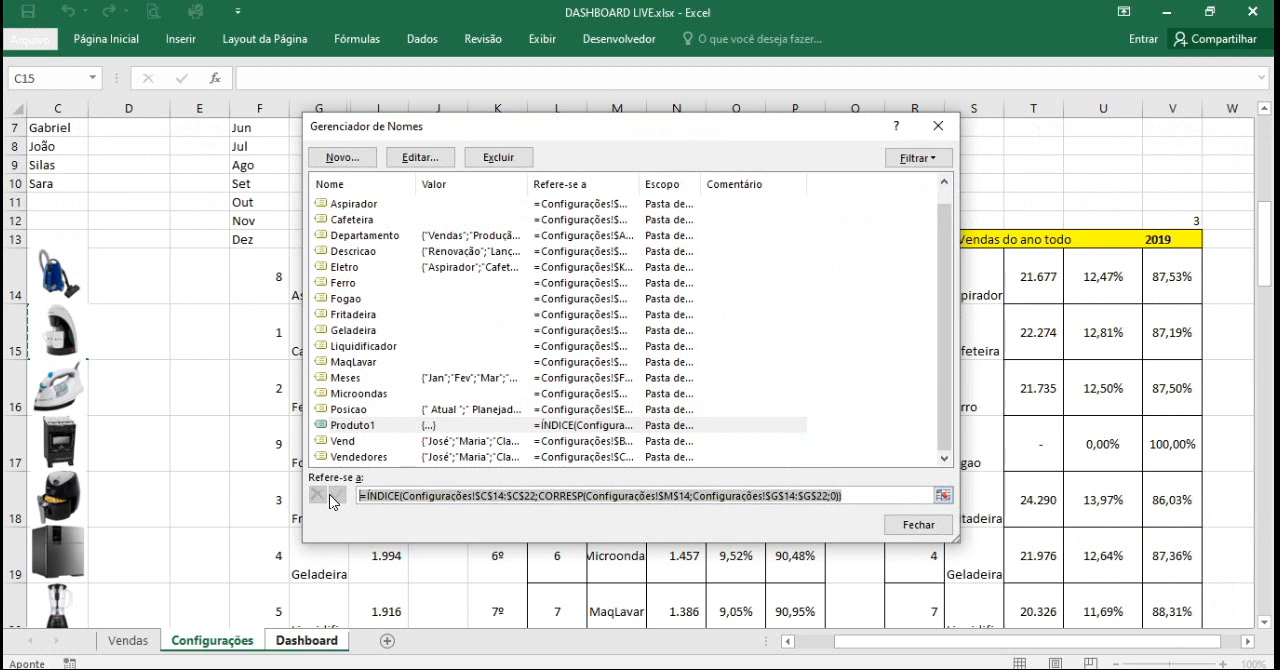 DASHBOARD LIVE.xlsx - Excel
Arquivo Página Inicial Inserir Layout da Página Fórmulas Dados Revisão Exibir Desenvolvedor O que você deseja fazer... Entrar Compartilhar
C15 fx
C D E F G I J K L M N O P Q R S T U V W
7 Gabriel Jun
8 João Jul
9 Silas Ago
10 Sara Set
11 Out
12 Nov 3
13 Dez Vendas do ano todo 2019
14 8 21.677 12,47% 87,53%
15 1 22.274 12,81% 87,19%
16 2 21.735 12,50% 87,50%
17 9 - 0,00% 100,00%
18 3 24.290 13,97% 86,03%
19 4 Geladeira 1.994 6º 6 Microonda 1.457 9,52% 90,48% 4 Geladeira 21.976 12,64% 87,36%
5 1.916 7º 7 MaqLavar 1.386 9,05% 90,95% 7 20.326 11,69% 88,31%
Gerenciador de Nomes ?
Novo... Editar... Excluir Filtrar
Nome Valor Refere-se a Escopo Comentário
Aspirador =Configurações!$... Pasta de...
Cafeteira =Configurações!$... Pasta de...
Departamento {"Vendas";"Produçã... =Configurações!$A... Pasta de...
Descricao {"Renovação";"Lanç... =Configurações!$G... Pasta de...
Eletro {"Aspirador";"Cafet... =Configurações!$K... Pasta de...
Ferro =Configurações!$... Pasta de...
Fogao =Configurações!$... Pasta de...
Fritadeira =Configurações!$... Pasta de...
Geladeira =Configurações!$... Pasta de...
Liquidificador =Configurações!$... Pasta de...
MaqLavar =Configurações!$... Pasta de...
Meses {"Jan";"Fev";"Mar";"... =Configurações!$F... Pasta de...
Microondas =Configurações!$... Pasta de...
Posicao {" Atual ";" Planejad... =Configurações!$E... Pasta de...
Produto1 {...} =ÍNDICE(Configura... Pasta de...
Vend {"José";"Maria";"Cla... =Configurações!$B... Pasta de...
Vendedores {"José";"Maria";"Cla... =Configurações!$C... Pasta de...
Refere-se a:
=ÍNDICE(Configurações!$C$14:$C$22;CORRESP(Configurações!$M$14;Configurações!$G$14:$G$22;0))
Fechar
Vendas Configurações Dashboard
Aponte 100%